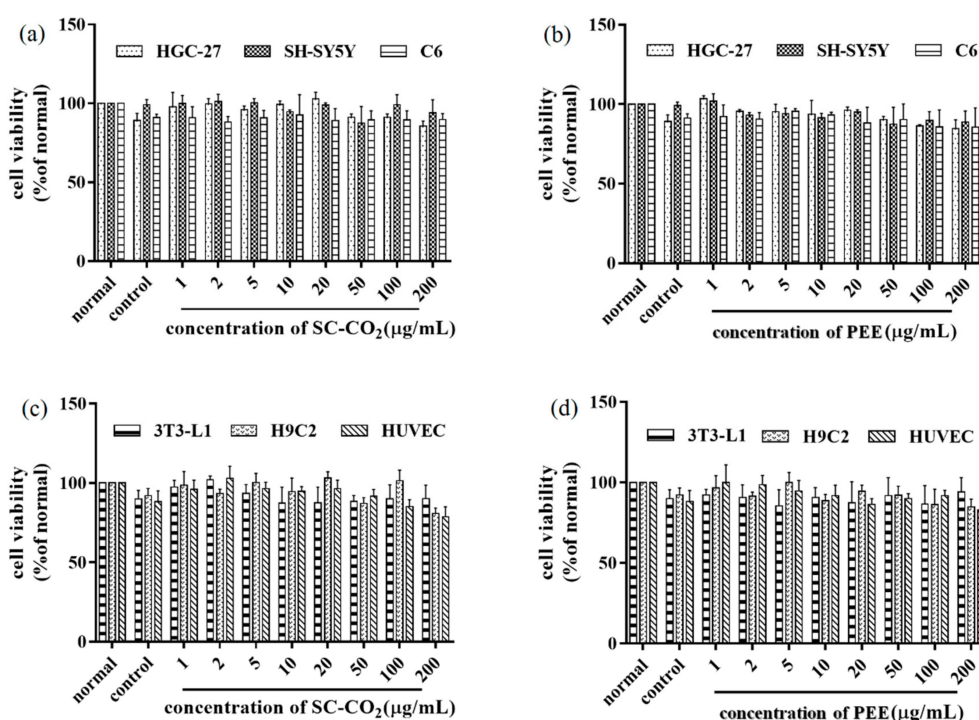 (a)
150
HGC-27 SH-SY5Y C6
100
50
0
cell viability
(%of normal)
normal control 1 2 5 10 20 50 100 200
concentration of SC-CO₂(μg/mL)
(b)
150
HGC-27 SH-SY5Y C6
100
50
0
cell viability
(%of normal)
normal control 1 2 5 10 20 50 100 200
concentration of PEE(μg/mL)
(c)
150
3T3-L1 H9C2 HUVEC
100
50
0
cell viability
(%of normal)
normal control 1 2 5 10 20 50 100 200
concentration of SC-CO₂(μg/mL)
(d)
150
3T3-L1 H9C2 HUVEC
100
50
0
cell viability
(%of normal)
normal control 1 2 5 10 20 50 100 200
concentration of PEE(μg/mL)